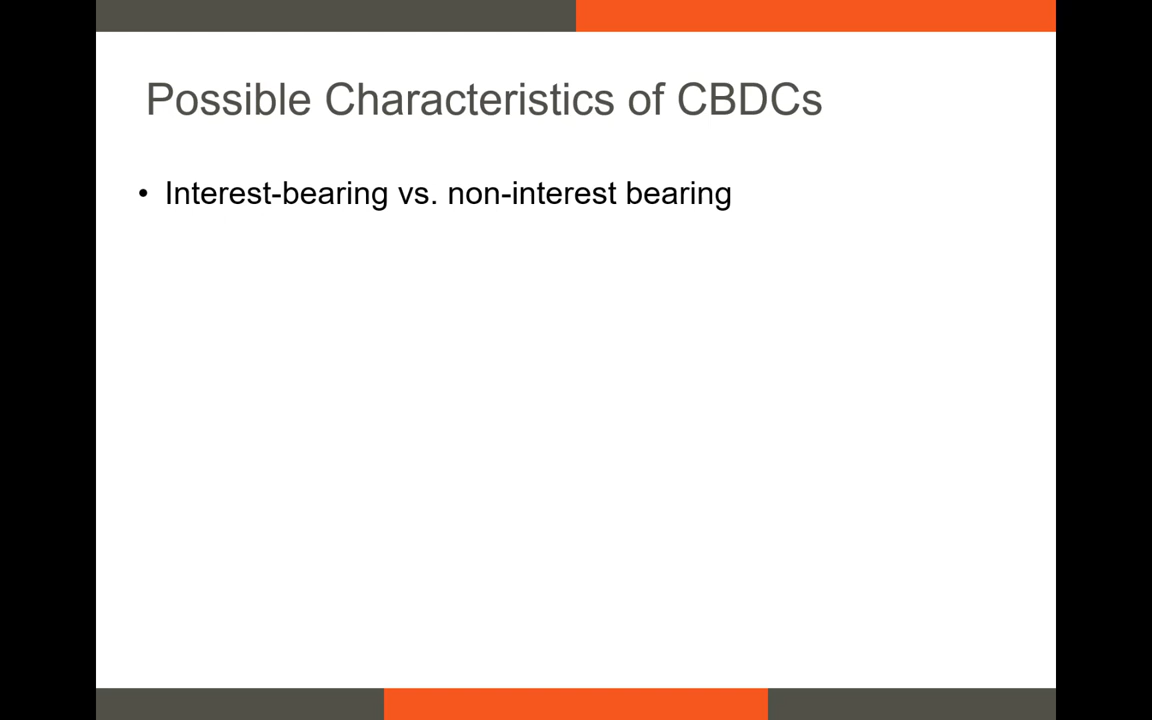 Possible Characteristics of CBDCs
• Interest-bearing vs. non-interest bearing